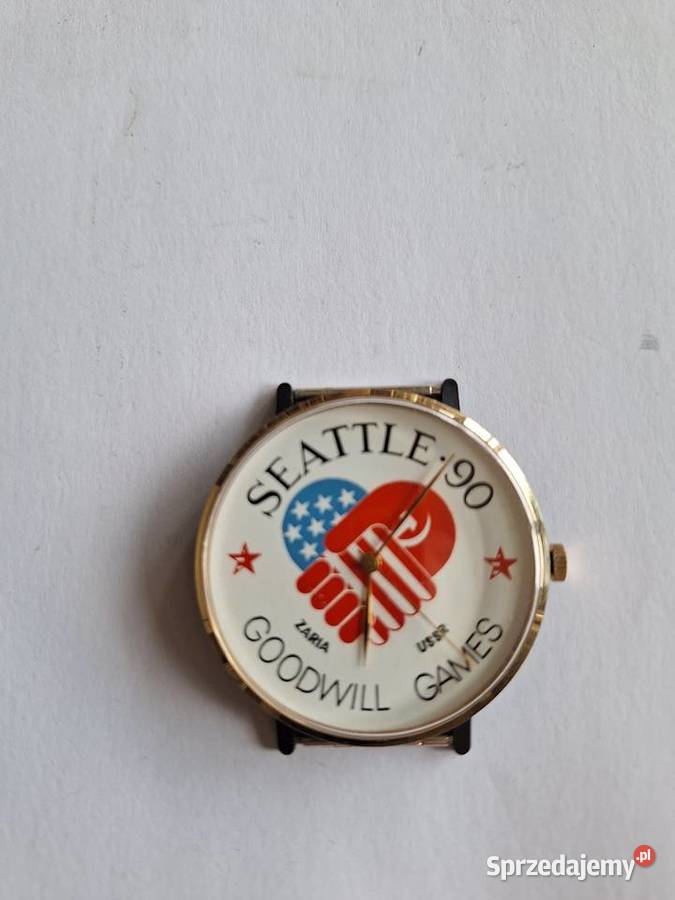 SEATTLE·90
ZARIA USSR
GOODWILL GAMES
Sprzedajemy.pl